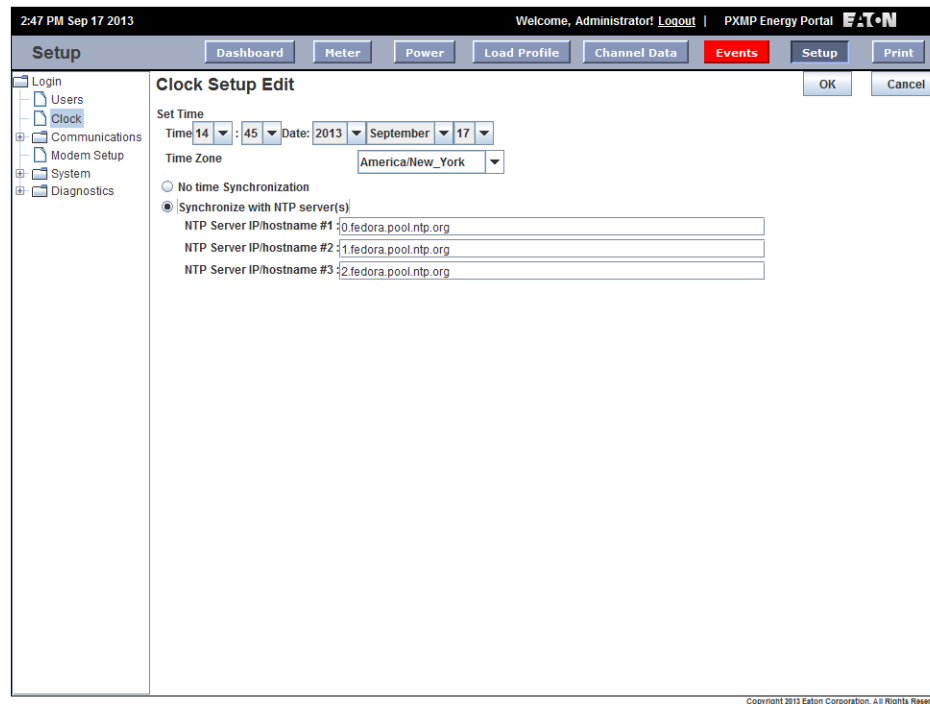 2:47 PM Sep 17 2013 Welcome, Administrator! Logout | PXMP Energy Portal EATON
Setup Dashboard Meter Power Load Profile Channel Data Events Setup Print
Login
Users
Clock
Communications
Modem Setup
System
Diagnostics
Clock Setup Edit OK Cancel
Set Time
Time 14 : 45 Date: 2013 September 17
Time Zone America/New_York
No time Synchronization
Synchronize with NTP server(s)
NTP Server IP/hostname #1 : 0.fedora.pool.ntp.org
NTP Server IP/hostname #2 : 1.fedora.pool.ntp.org
NTP Server IP/hostname #3 : 2.fedora.pool.ntp.org
Copyright 2013 Eaton Corporation. All Rights